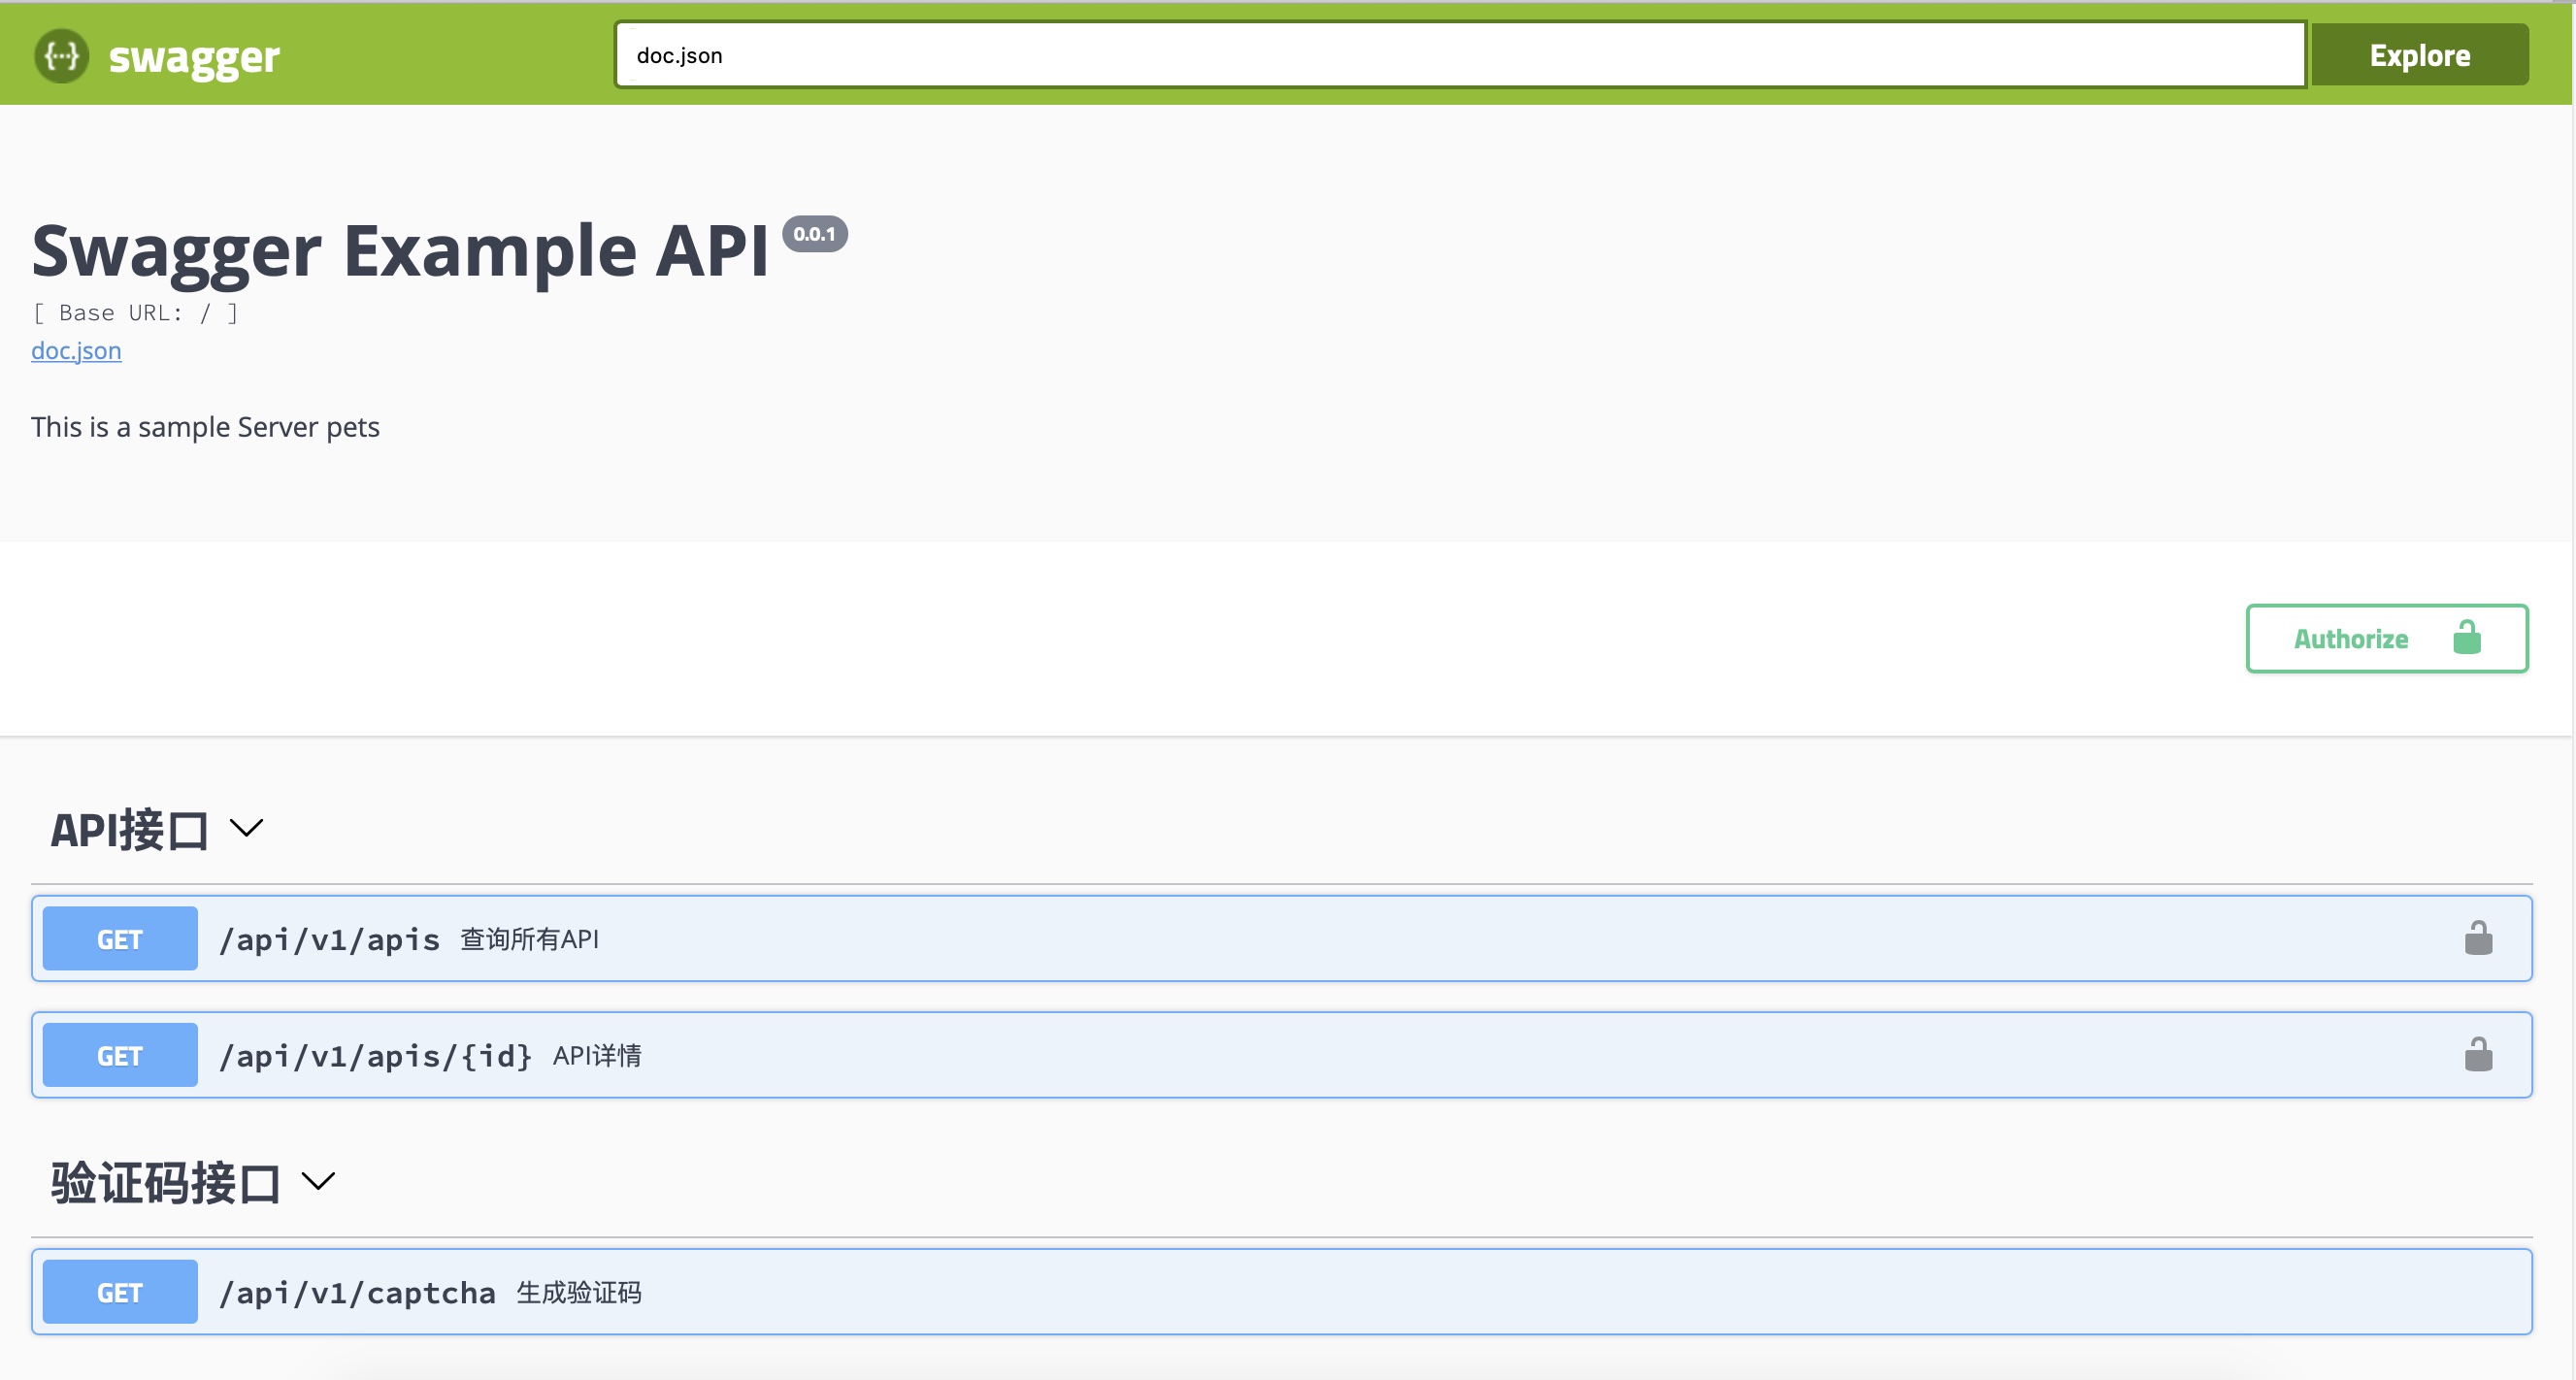 swagger
doc.json
Explore
Swagger Example API 0.0.1
[ Base URL: / ]
doc.json
This is a sample Server pets
Authorize
API接口
GET /api/v1/apis 查询所有API
GET /api/v1/apis/{id} API详情
验证码接口
GET /api/v1/captcha 生成验证码